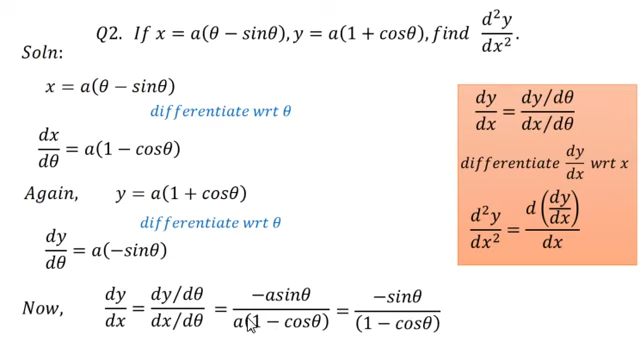 Q2. If x = a(θ − sinθ), y = a(1 + cosθ), find d²y/dx².
Soln:
x = a(θ − sinθ)
differentiate wrt θ
dx/dθ = a(1 − cosθ)
Again, y = a(1 + cosθ)
differentiate wrt θ
dy/dθ = a(−sinθ)
Now, dy/dx = (dy/dθ)/(dx/dθ) = −asinθ/a(1 − cosθ) = −sinθ/(1 − cosθ)
dy/dx = (dy/dθ)/(dx/dθ)
differentiate dy/dx wrt x
d²y/dx² = d(dy/dx)/dx